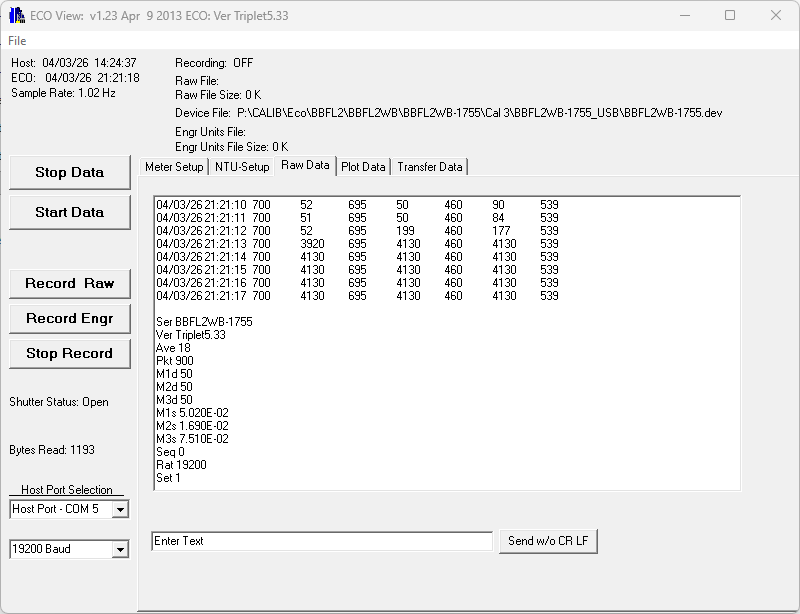 ECO View: v1.23 Apr 9 2013 ECO: Ver Triplet5.33
File
Host: 04/03/26 14:24:37
ECO: 04/03/26 21:21:18
Sample Rate: 1.02 Hz
Recording: OFF
Raw File:
Raw File Size: 0 K
Device File: P:\CALIB\Eco\BBFL2\BBFL2WB\BBFL2WB-1755\Cal 3\BBFL2WB-1755_USB\BBFL2WB-1755.dev
Engr Units File:
Engr Units File Size: 0 K
Stop Data
Start Data
Record Raw
Record Engr
Stop Record
Shutter Status: Open
Bytes Read: 1193
Host Port Selection
Host Port - COM 5
19200 Baud
Meter Setup NTU-Setup Raw Data Plot Data Transfer Data
04/03/26 21:21:10 700 52 695 50 460 90 539
04/03/26 21:21:11 700 51 695 50 460 84 539
04/03/26 21:21:12 700 52 695 199 460 177 539
04/03/26 21:21:13 700 3920 695 4130 460 4130 539
04/03/26 21:21:14 700 4130 695 4130 460 4130 539
04/03/26 21:21:15 700 4130 695 4130 460 4130 539
04/03/26 21:21:16 700 4130 695 4130 460 4130 539
04/03/26 21:21:17 700 4130 695 4130 460 4130 539
Ser BBFL2WB-1755
Ver Triplet5.33
Ave 18
Pkt 900
M1d 50
M2d 50
M3d 50
M1s 5.020E-02
M2s 1.690E-02
M3s 7.510E-02
Seq 0
Rat 19200
Set 1
Enter Text
Send w/o CR LF